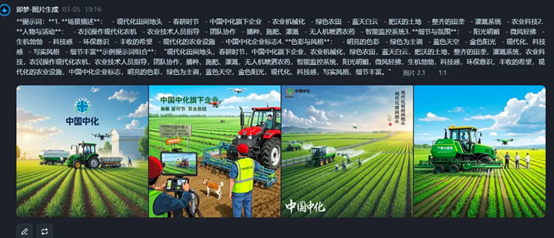 即梦-图片生成 03-05 19:16
**提示词：**1. **场景描述**： - 现代化田间地头 - 春耕时节 - 中国中化旗下企业 - 农业机械化 - 绿色农田 - 蓝天白云 - 肥沃的土地 - 整齐的田垄 - 灌溉系统 - 农业科技2.
**人物与活动**： - 农民操作现代化农机 - 农业技术人员指导 - 团队协作 - 播种、施肥、灌溉 - 无人机喷洒农药 - 智能监控系统3. **细节与氛围**： - 阳光明媚 - 微风轻拂 -
生机勃勃 - 科技感 - 环保意识 - 丰收的希望 - 现代化的农业设施 - 中国中化企业标志4. **色彩与风格**： - 明亮的色彩 - 绿色为主调 - 蓝色天空 - 金色阳光 - 现代化、科技
感 - 写实风格 - 细节丰富**示例提示词组合**： "现代化田间地头，春耕时节，中国中化旗下企业，农业机械化，绿色农田，蓝天白云，肥沃的土地，整齐的田垄，灌溉系统，农业科
技，农民操作现代化农机，农业技术人员指导，团队协作，播种、施肥、灌溉，无人机喷洒农药，智能监控系统，阳光明媚，微风轻拂，生机勃勃，科技感，环保意识，丰收的希望，现
代化的农业设施，中国中化企业标志，明亮的色彩，绿色为主调，蓝色天空，金色阳光，现代化、科技感，写实风格，细节丰富。" 图片 2.1 1:1
中国中化
中国中化旗下企业
现代化田间地头
中国中化